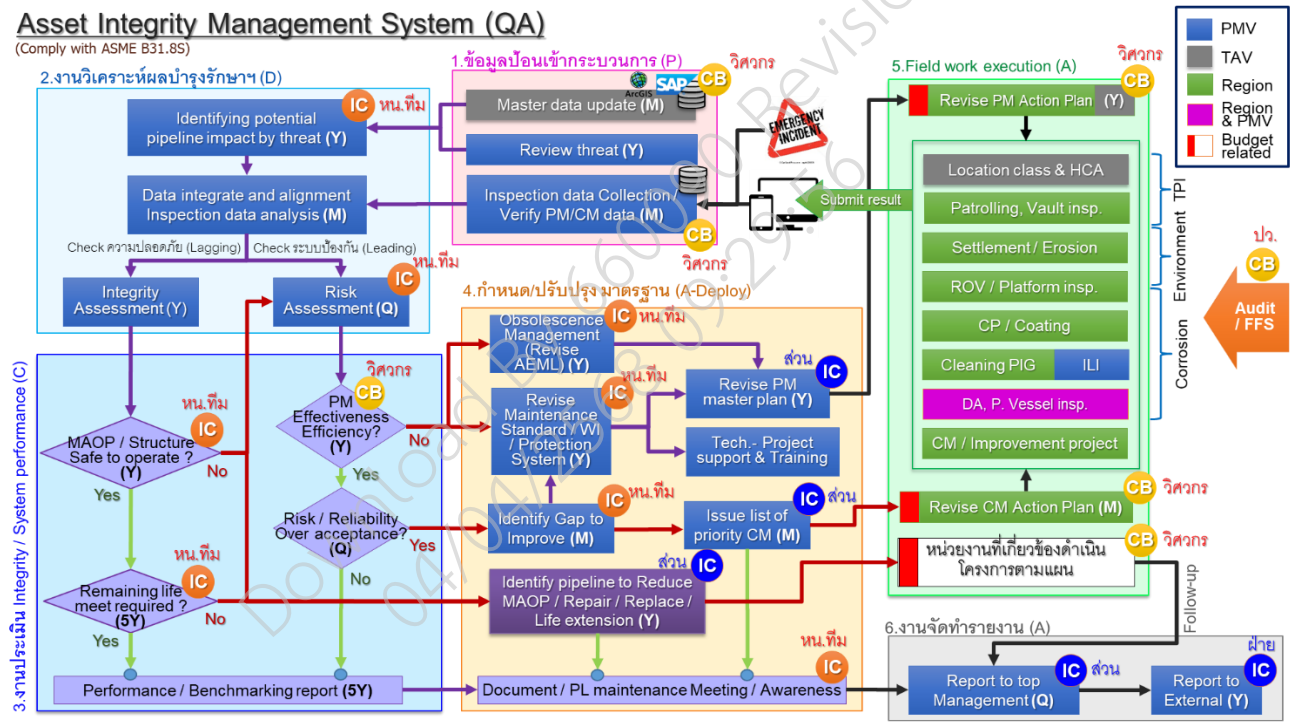 Asset Integrity Management System (QA)
(Comply with ASME B31.8S)
PMV
TAV
Region
Region
& PMV
Budget
related
2.งานวิเคราะห์ผลบำรุงรักษาฯ (D)
IC หน.ทีม
Identifying potential
pipeline impact by threat (Y)
Data integrate and alignment
Inspection data analysis (M)
Check ความปลอดภัย (Lagging)
Check ระบบป้องกัน (Leading)
Integrity
Assessment (Y)
IC หน.ทีม
Risk
Assessment (Q)
1.ข้อมูลป้อนเข้ากระบวนการ (P)
วิศวกร
CB
ArcGIS
SAP
Master data update (M)
Review threat (Y)
Inspection data Collection /
Verify PM/CM data (M)
CB
วิศวกร
EMERGENCY
INCIDENT
Submit result
3.งานประเมิน Integrity / System performance (C)
หน.ทีม
IC
MAOP / Structure
Safe to operate ?
(Y)
No
Yes
หน.ทีม
IC
Remaining life
meet required ?
(5Y)
No
Yes
วิศวกร
CB
PM
Effectiveness
Efficiency?
(Y)
No
Yes
Risk / Reliability
Over acceptance?
(Q)
Yes
No
Performance / Benchmarking report (5Y)
4.กำหนด/ปรับปรุง มาตรฐาน (A-Deploy)
IC หน.ทีม
Obsolescence
Management
(Revise
AEML) (Y)
IC หน.ทีม
Revise
Maintenance
Standard / WI
/ Protection
System (Y)
ส่วน
IC
Revise PM
master plan (Y)
Tech.- Project
support & Training
IC หน.ทีม
Identify Gap to
Improve (M)
IC ส่วน
Issue list of
priority CM (M)
ส่วน IC
Identify pipeline to Reduce
MAOP / Repair / Replace /
Life extension (Y)
หน.ทีม
IC
Document / PL maintenance Meeting / Awareness
5.Field work execution (A)
วิศวกร
CB
Revise PM Action Plan (Y)
Location class & HCA
Patrolling, Vault insp.
Settlement / Erosion
ROV / Platform insp.
CP / Coating
Cleaning PIG
ILI
DA, P. Vessel insp.
CM / Improvement project
TPI
Environment
Corrosion
ปว.
CB
Audit
/ FFS
CB วิศวกร
Revise CM Action Plan (M)
CB วิศวกร
หน่วยงานที่เกี่ยวข้องดำเนิน
โครงการตามแผน
Follow-up
6.งานจัดทำรายงาน (A)
IC ส่วน
Report to top
Management (Q)
ฝ่าย
IC
Report to
External (Y)